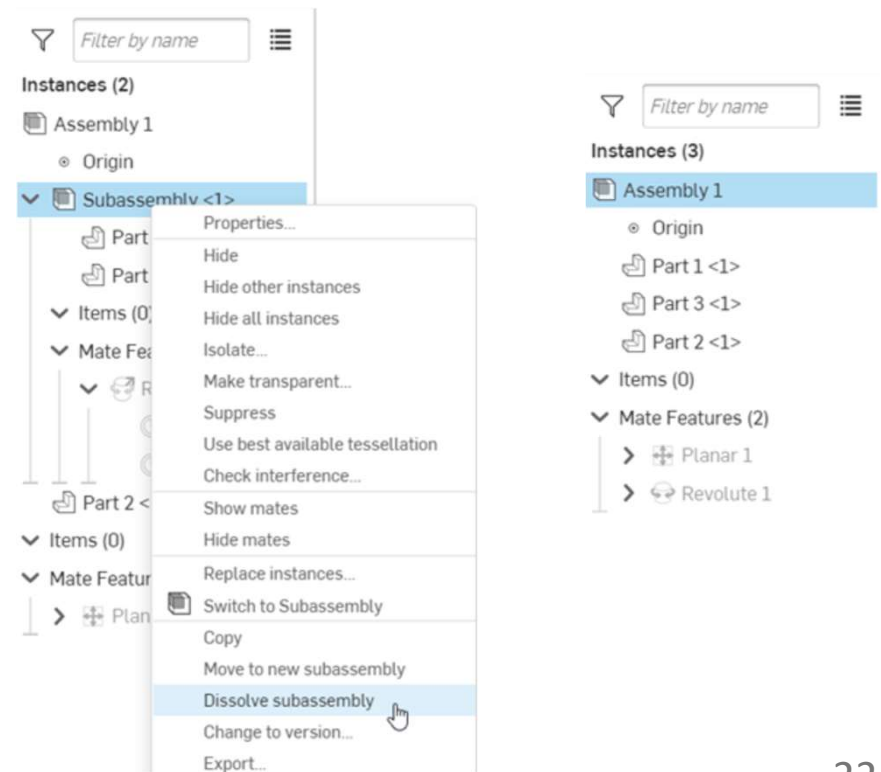 Filter by name
Instances (2)
Assembly 1
Origin
Subassembly <1>
Part
Part
Items (0)
Mate Fea
R
Part 2 <
Items (0)
Mate Featur
Plan
Properties...
Hide
Hide other instances
Hide all instances
Isolate...
Make transparent...
Suppress
Use best available tessellation
Check interference...
Show mates
Hide mates
Replace instances...
Switch to Subassembly
Copy
Move to new subassembly
Dissolve subassembly
Change to version...
Export...
Filter by name
Instances (3)
Assembly 1
Origin
Part 1 <1>
Part 3 <1>
Part 2 <1>
Items (0)
Mate Features (2)
Planar 1
Revolute 1